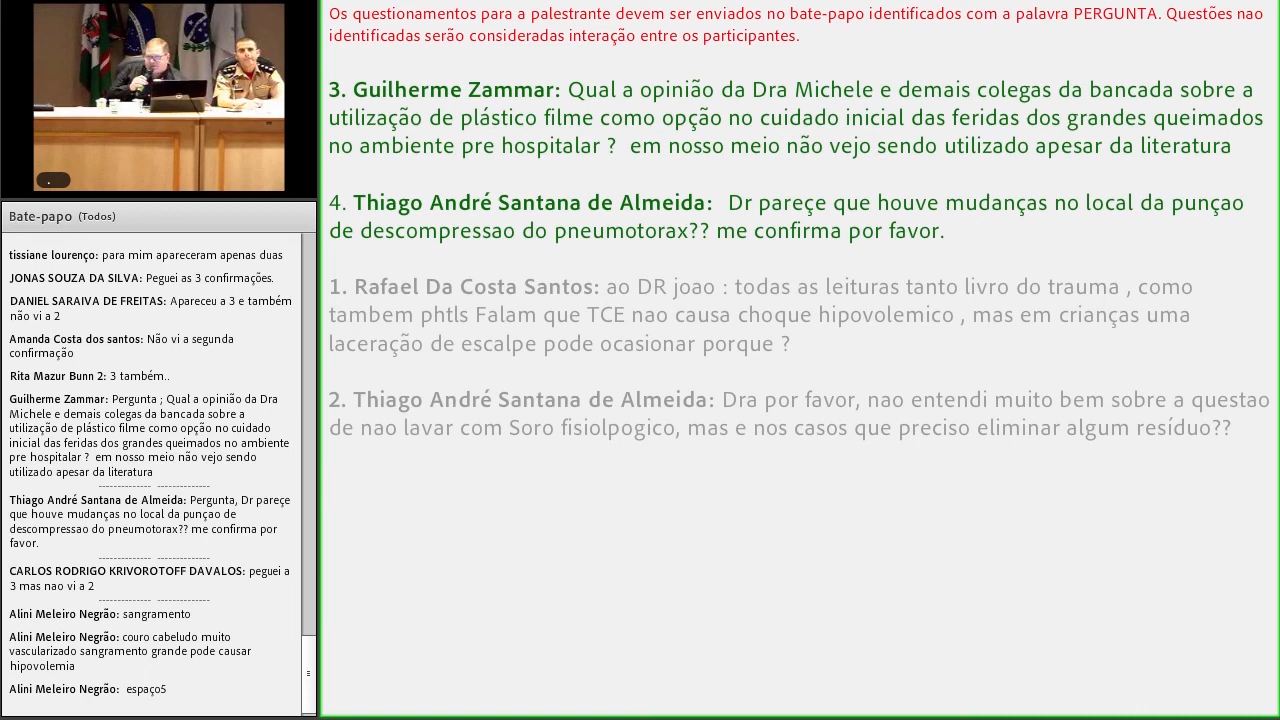 Os questionamentos para a palestrante devem ser enviados no bate-papo identificados com a palavra PERGUNTA. Questões nao
identificadas serão consideradas interação entre os participantes.
3. Guilherme Zammar: Qual a opinião da Dra Michele e demais colegas da bancada sobre a
utilização de plástico filme como opção no cuidado inicial das feridas dos grandes queimados
no ambiente pre hospitalar ?  em nosso meio não vejo sendo utilizado apesar da literatura
4. Thiago André Santana de Almeida:  Dr pareçe que houve mudanças no local da punçao
de descompressao do pneumotorax?? me confirma por favor.
1. Rafael Da Costa Santos: ao DR joao : todas as leituras tanto livro do trauma , como
tambem phtls Falam que TCE nao causa choque hipovolemico , mas em crianças uma
laceração de escalpe pode ocasionar porque ?
2. Thiago André Santana de Almeida: Dra por favor, nao entendi muito bem sobre a questao
de nao lavar com Soro fisiolpogico, mas e nos casos que preciso eliminar algum resíduo??
Bate-papo (Todos)
tissiane lourenço: para mim apareceram apenas duas
JONAS SOUZA DA SILVA: Peguei as 3 confirmações.
DANIEL SARAIVA DE FREITAS: Apareceu a 3 e também
não vi a 2
Amanda Costa dos santos: Não vi a segunda
confirmação
Rita Mazur Bunn 2: 3 também..
Guilherme Zammar: Pergunta ; Qual a opinião da Dra
Michele e demais colegas da bancada sobre a
utilização de plástico filme como opção no cuidado
inicial das feridas dos grandes queimados no ambiente
pre hospitalar ?  em nosso meio não vejo sendo
utilizado apesar da literatura
-------------- --------------
Thiago André Santana de Almeida: Pergunta, Dr pareçe
que houve mudanças no local da punçao de
descompressao do pneumotorax?? me confirma por
favor.
-------------- --------------
CARLOS RODRIGO KRIVOROTOFF DAVALOS: peguei a
3 mas nao vi a 2
-------------- --------------
Alini Meleiro Negrão: sangramento
Alini Meleiro Negrão: couro cabeludo muito
vascularizado sangramento grande pode causar
hipovolemia
Alini Meleiro Negrão:  espaço5